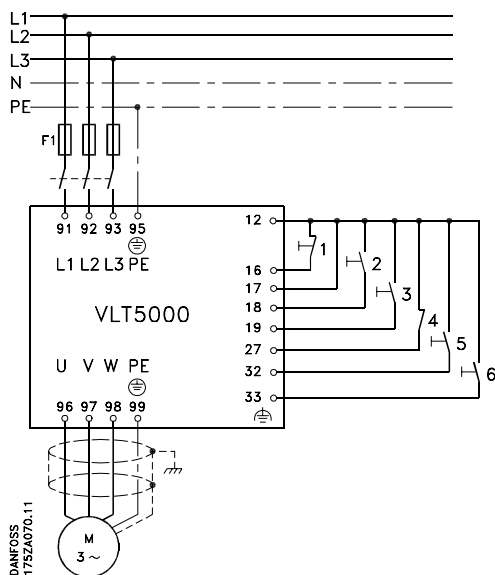 L1
L2
L3
N
PE
F1
91 92 93 95
L1 L2 L3 PE
VLT5000
U V W PE
96 97 98 99
12
16
17
18
19
27
32
33
1
2
3
4
5
6
M
3 ~
DANFOSS
175ZA070.11